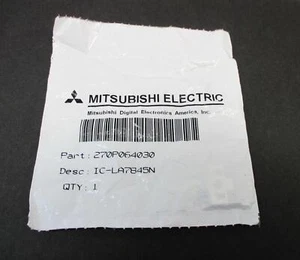 MITSUBISHI ELECTRIC
Mitsubishi Digital Electronics America, Inc.
Part: 270P064030
Desc: IC-LA7845N
QTY: 1